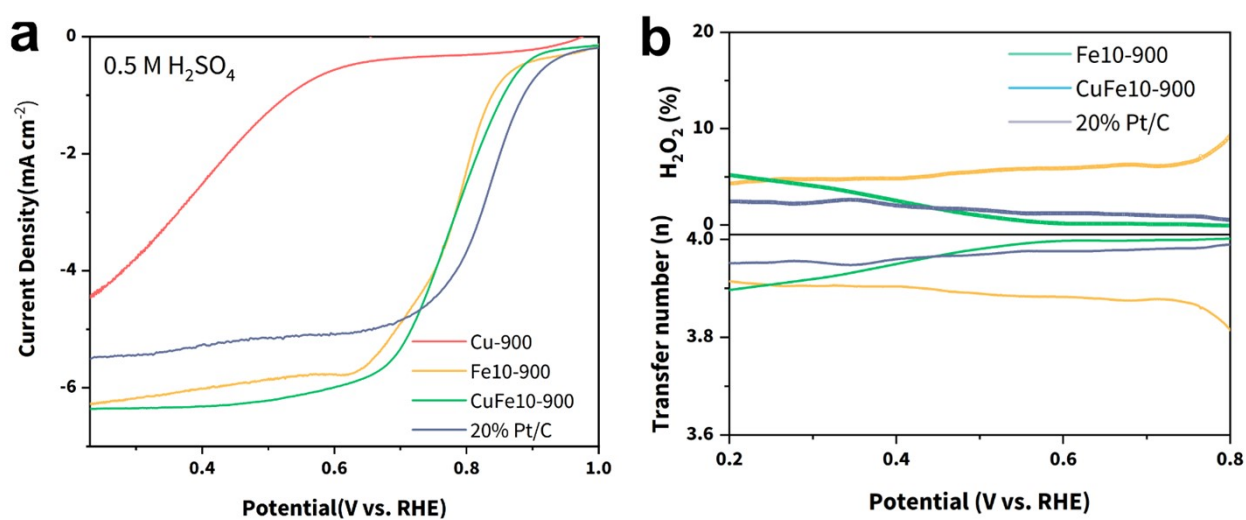 a
0.5 M H₂SO₄
Current Density(mA cm⁻²)
0
-2
-4
-6
Cu-900
Fe10-900
CuFe10-900
20% Pt/C
0.4 0.6 0.8 1.0
Potential(V vs. RHE)
b
H₂O₂ (%)
20
10
0
Fe10-900
CuFe10-900
20% Pt/C
Transfer number (n)
4.0
3.8
3.6
0.2 0.4 0.6 0.8
Potential (V vs. RHE)